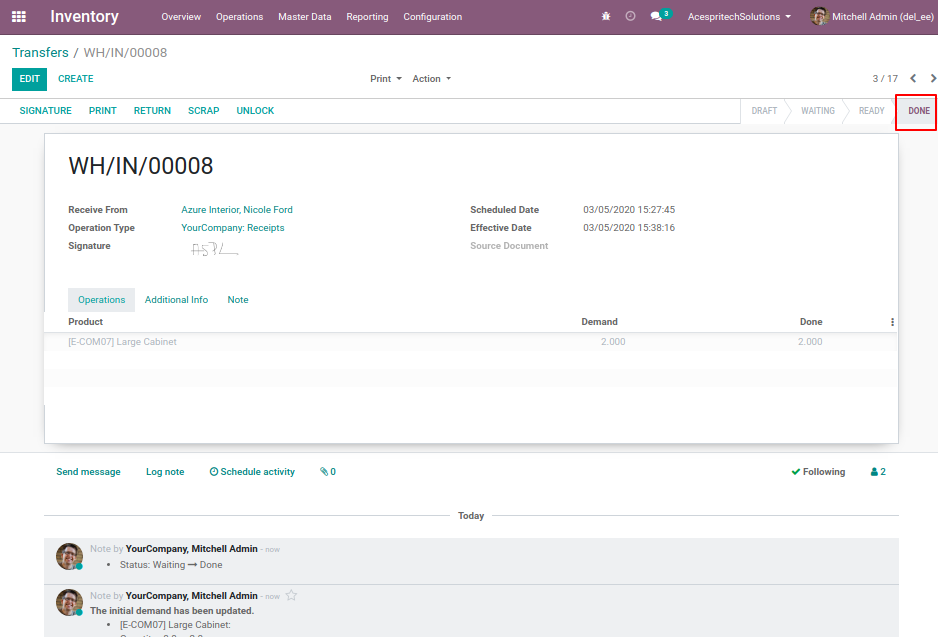 Inventory Overview Operations Master Data Reporting Configuration 3 AcespritechSolutions Mitchell Admin (del_ee)
Transfers / WH/IN/00008
EDIT CREATE Print Action 3 / 17
SIGNATURE PRINT RETURN SCRAP UNLOCK DRAFT WAITING READY DONE
WH/IN/00008
Receive From Azure Interior, Nicole Ford Scheduled Date 03/05/2020 15:27:45
Operation Type YourCompany: Receipts Effective Date 03/05/2020 15:38:16
Signature Source Document
Operations Additional Info Note
Product Demand Done
[E-COM07] Large Cabinet 2.000 2.000
Send message Log note Schedule activity 0 Following 2
Today
Note by YourCompany, Mitchell Admin - now
• Status: Waiting ➞ Done
Note by YourCompany, Mitchell Admin - now
The initial demand has been updated.
• [E-COM07] Large Cabinet: